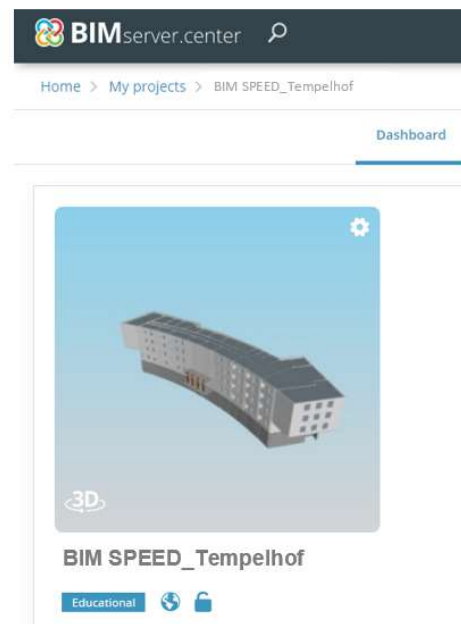 BIMserver.center
Home > My projects > BIM SPEED_Tempelhof
Dashboard
3D
BIM SPEED_Tempelhof
Educational